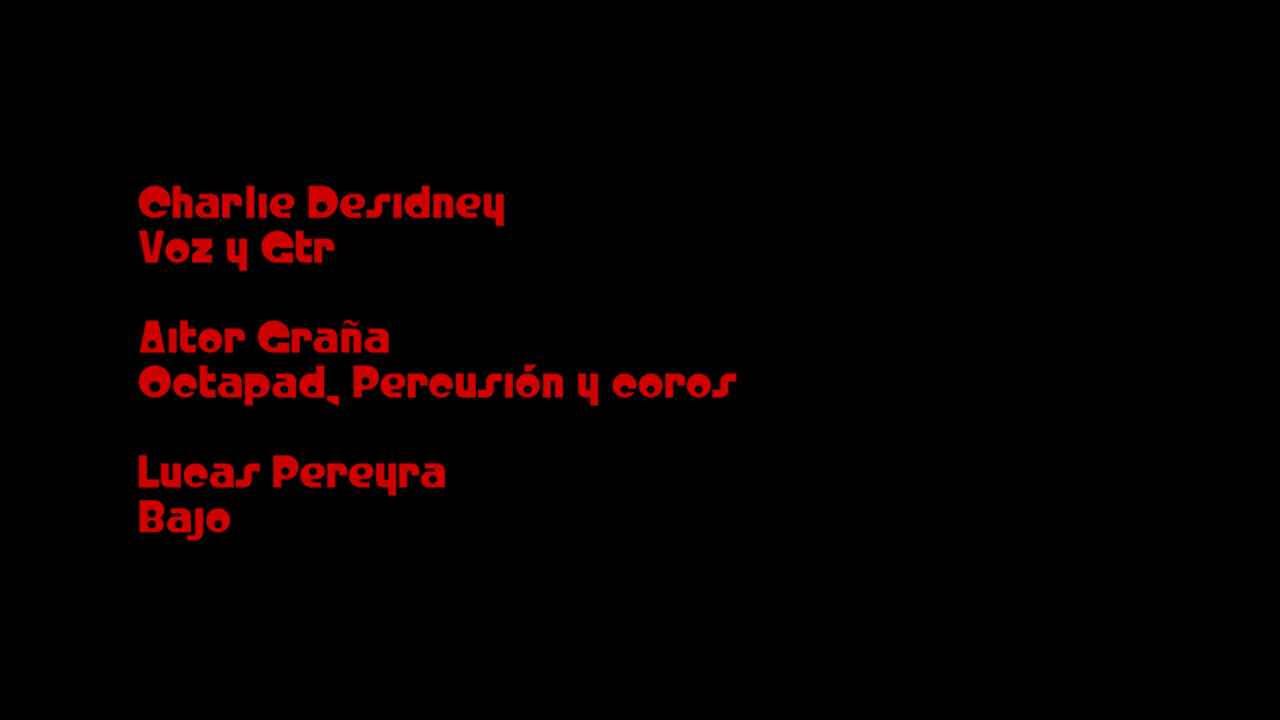 Charlie Desidney
Voz y Gtr
Aitor Graña
Octapad, Percusión y coros
Lucas Pereyra
Bajo